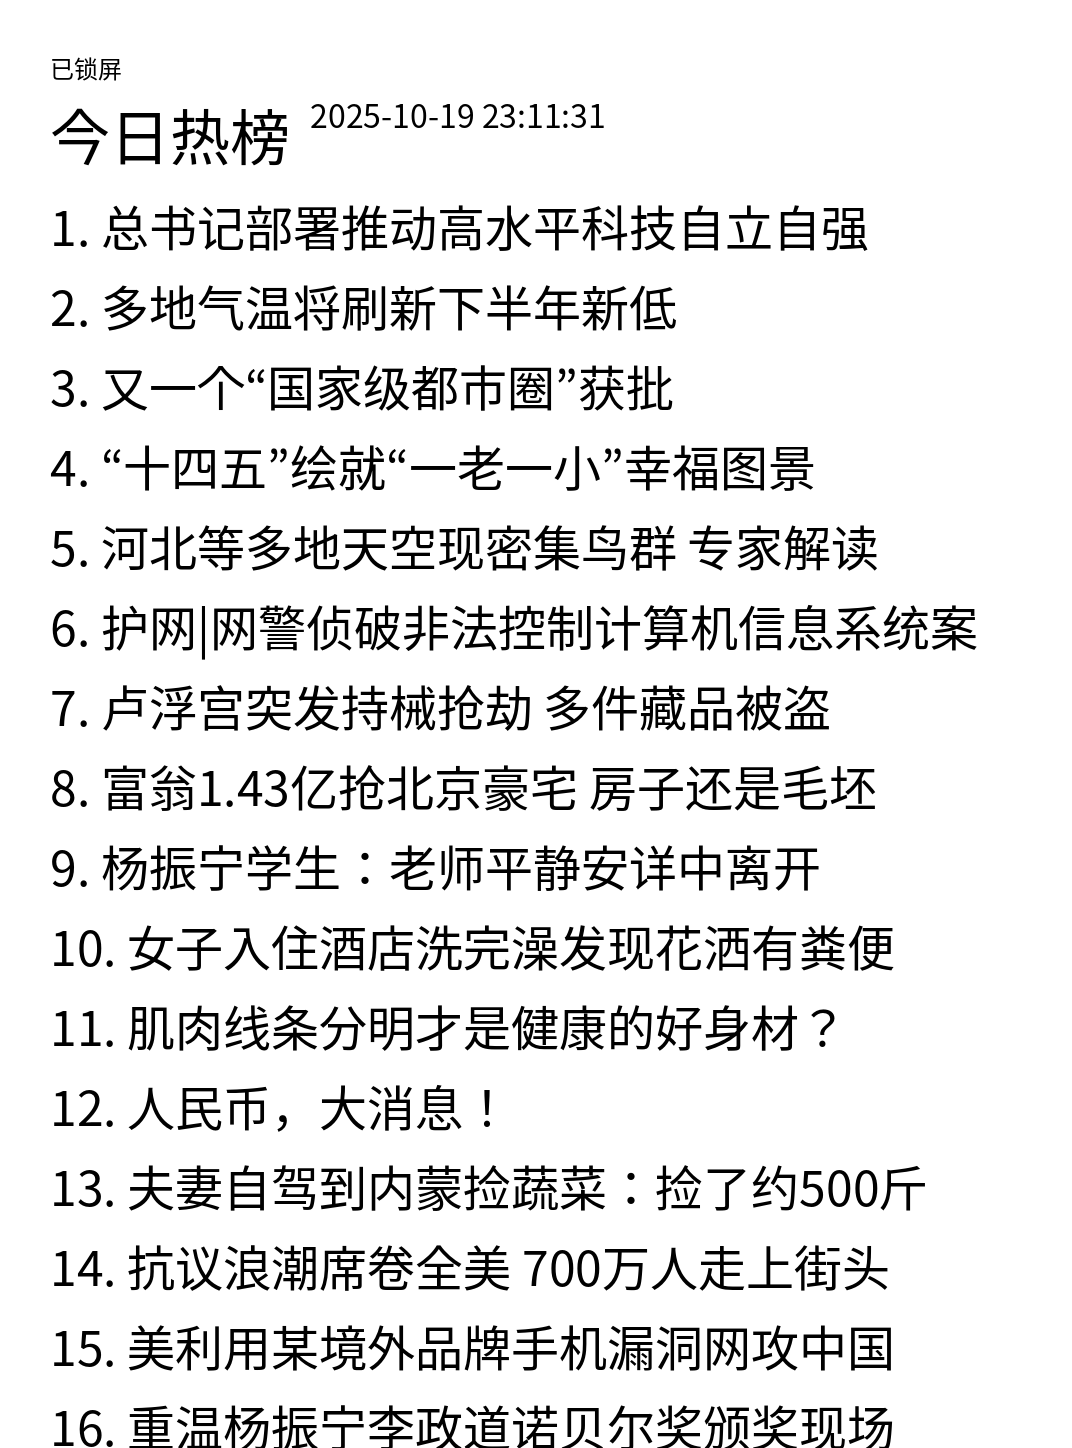 已锁屏
今日热榜 2025-10-19 23:11:31
1. 总书记部署推动高水平科技自立自强
2. 多地气温将刷新下半年新低
3. 又一个“国家级都市圈”获批
4. “十四五”绘就“一老一小”幸福图景
5. 河北等多地天空现密集鸟群 专家解读
6. 护网|网警侦破非法控制计算机信息系统案
7. 卢浮宫突发持械抢劫 多件藏品被盗
8. 富翁1.43亿抢北京豪宅 房子还是毛坯
9. 杨振宁学生：老师平静安详中离开
10. 女子入住酒店洗完澡发现花洒有粪便
11. 肌肉线条分明才是健康的好身材？
12. 人民币，大消息！
13. 夫妻自驾到内蒙捡蔬菜：捡了约500斤
14. 抗议浪潮席卷全美 700万人走上街头
15. 美利用某境外品牌手机漏洞网攻中国
16. 重温杨振宁李政道诺贝尔奖颁奖现场